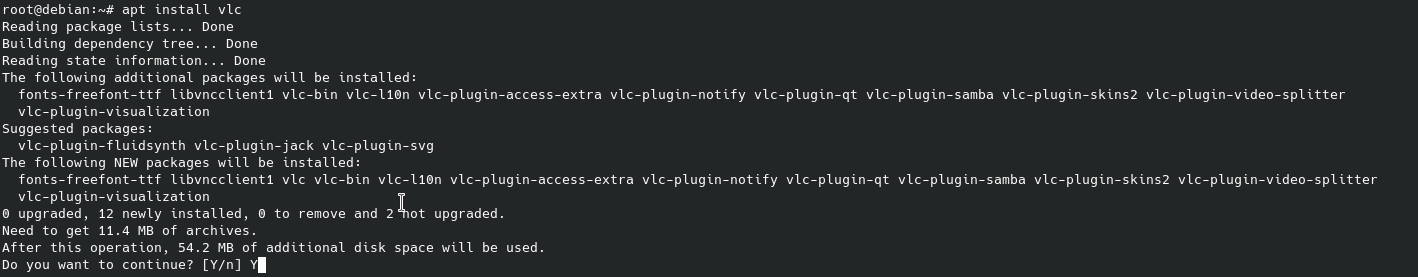 root@debian:~# apt install vlc
Reading package lists... Done
Building dependency tree... Done
Reading state information... Done
The following additional packages will be installed:
  fonts-freefont-ttf libvncclient1 vlc-bin vlc-l10n vlc-plugin-access-extra vlc-plugin-notify vlc-plugin-qt vlc-plugin-samba vlc-plugin-skins2 vlc-plugin-video-splitter
  vlc-plugin-visualization
Suggested packages:
  vlc-plugin-fluidsynth vlc-plugin-jack vlc-plugin-svg
The following NEW packages will be installed:
  fonts-freefont-ttf libvncclient1 vlc vlc-bin vlc-l10n vlc-plugin-access-extra vlc-plugin-notify vlc-plugin-qt vlc-plugin-samba vlc-plugin-skins2 vlc-plugin-video-splitter
  vlc-plugin-visualization
0 upgraded, 12 newly installed, 0 to remove and 2 not upgraded.
Need to get 11.4 MB of archives.
After this operation, 54.2 MB of additional disk space will be used.
Do you want to continue? [Y/n] Y